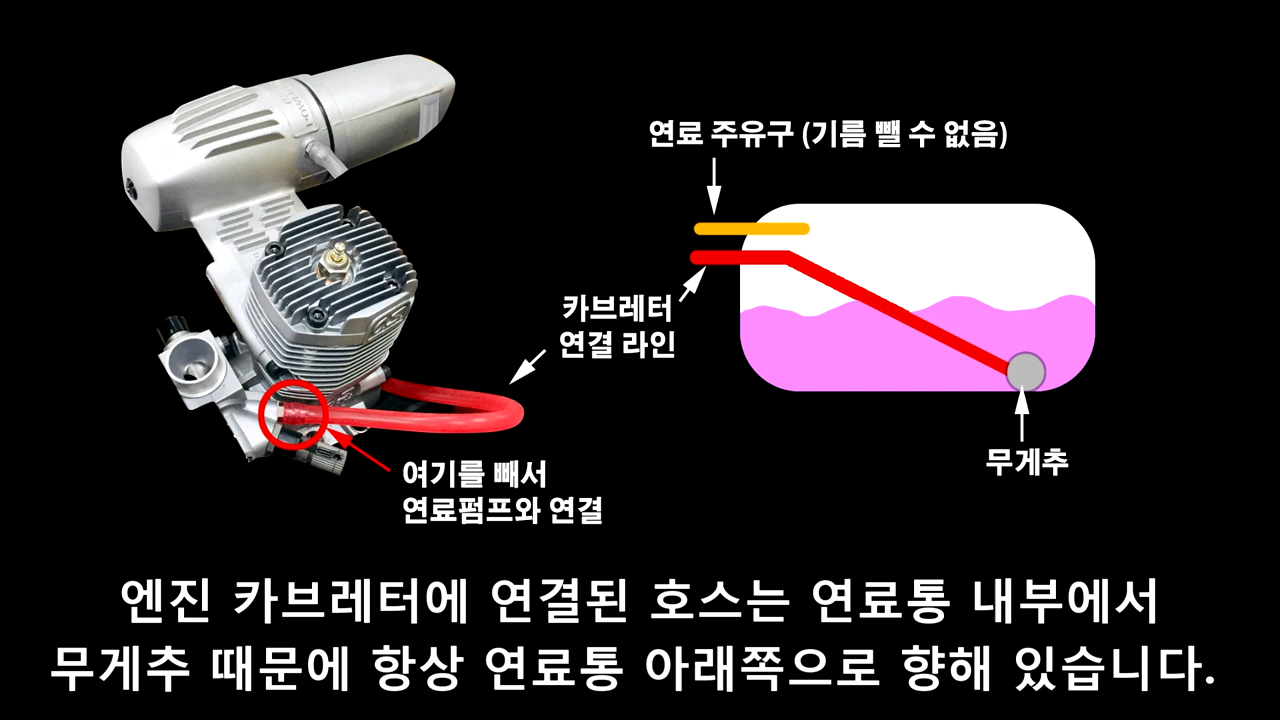 연료 주유구 (기름 뺄 수 없음)
카브레터
연결 라인
무게추
여기를 빼서
연료펌프와 연결
엔진 카브레터에 연결된 호스는 연료통 내부에서
무게추 때문에 항상 연료통 아래쪽으로 향해 있습니다.